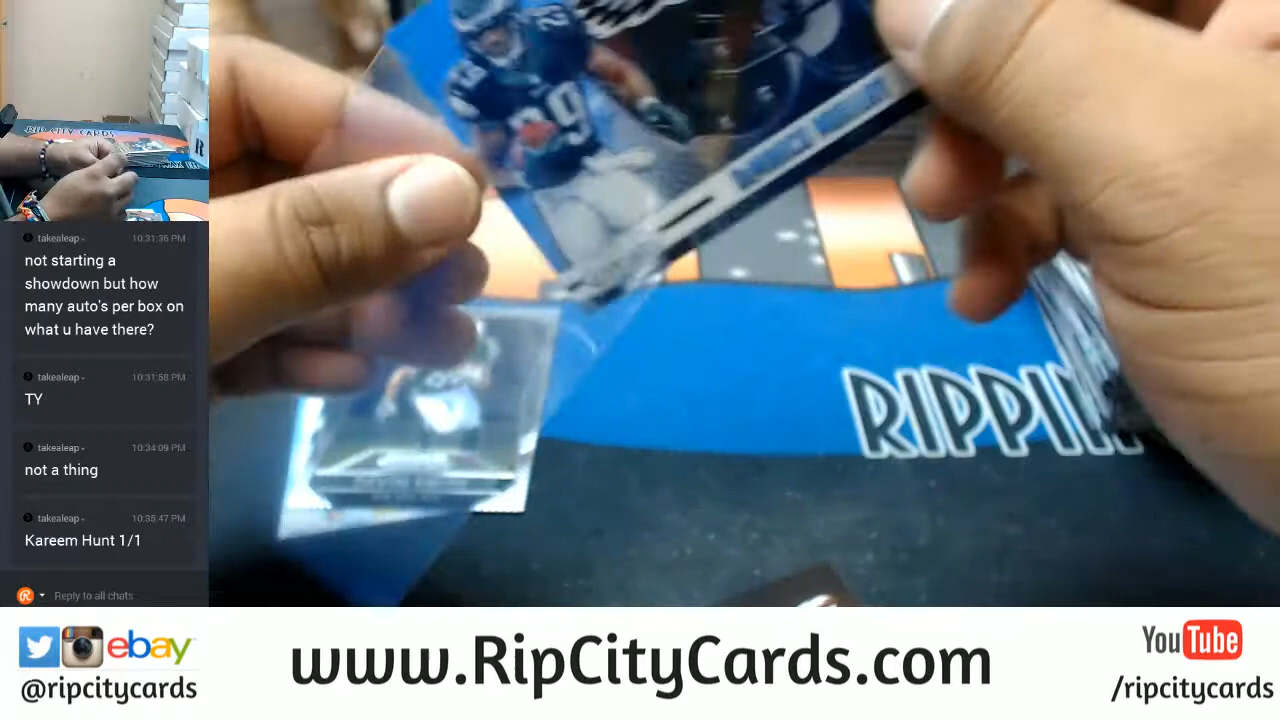 RIP CITY CARDS
takealeap - 10:31:36 PM
not starting a
showdown but how
many auto's per box on
what u have there?
takealeap - 10:31:58 PM
TY
takealeap - 10:34:09 PM
not a thing
takealeap - 10:35:47 PM
Kareem Hunt 1/1
Reply to all chats
29
RIPPIN
ebay
@ripcitycards
www.RipCityCards.com
YouTube
/ripcitycards